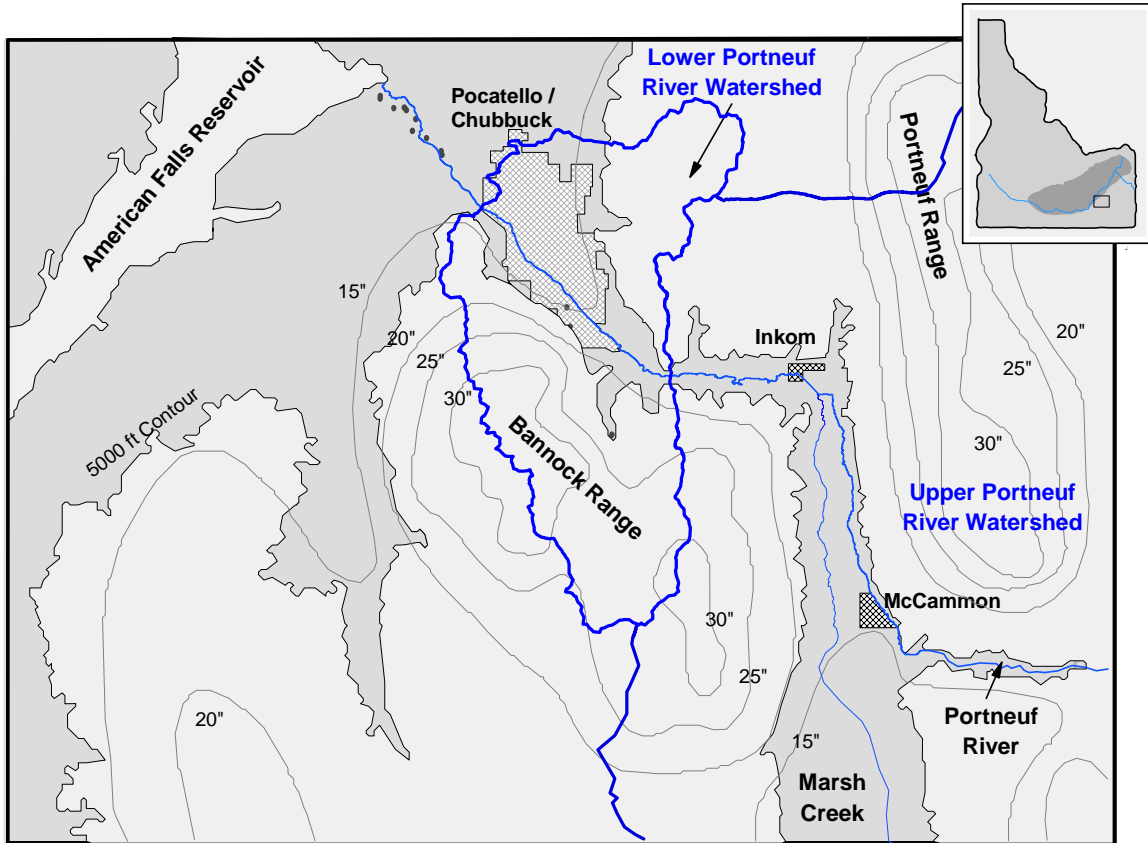 Lower Portneuf
River Watershed
American Falls Reservoir
Pocatello /
Chubbuck
Portneuf Range
15"
20"
25"
30"
Inkom
20"
25"
30"
5000 ft Contour
Bannock Range
Upper Portneuf
River Watershed
McCammon
30"
25"
20"
15"
Portneuf
River
Marsh
Creek